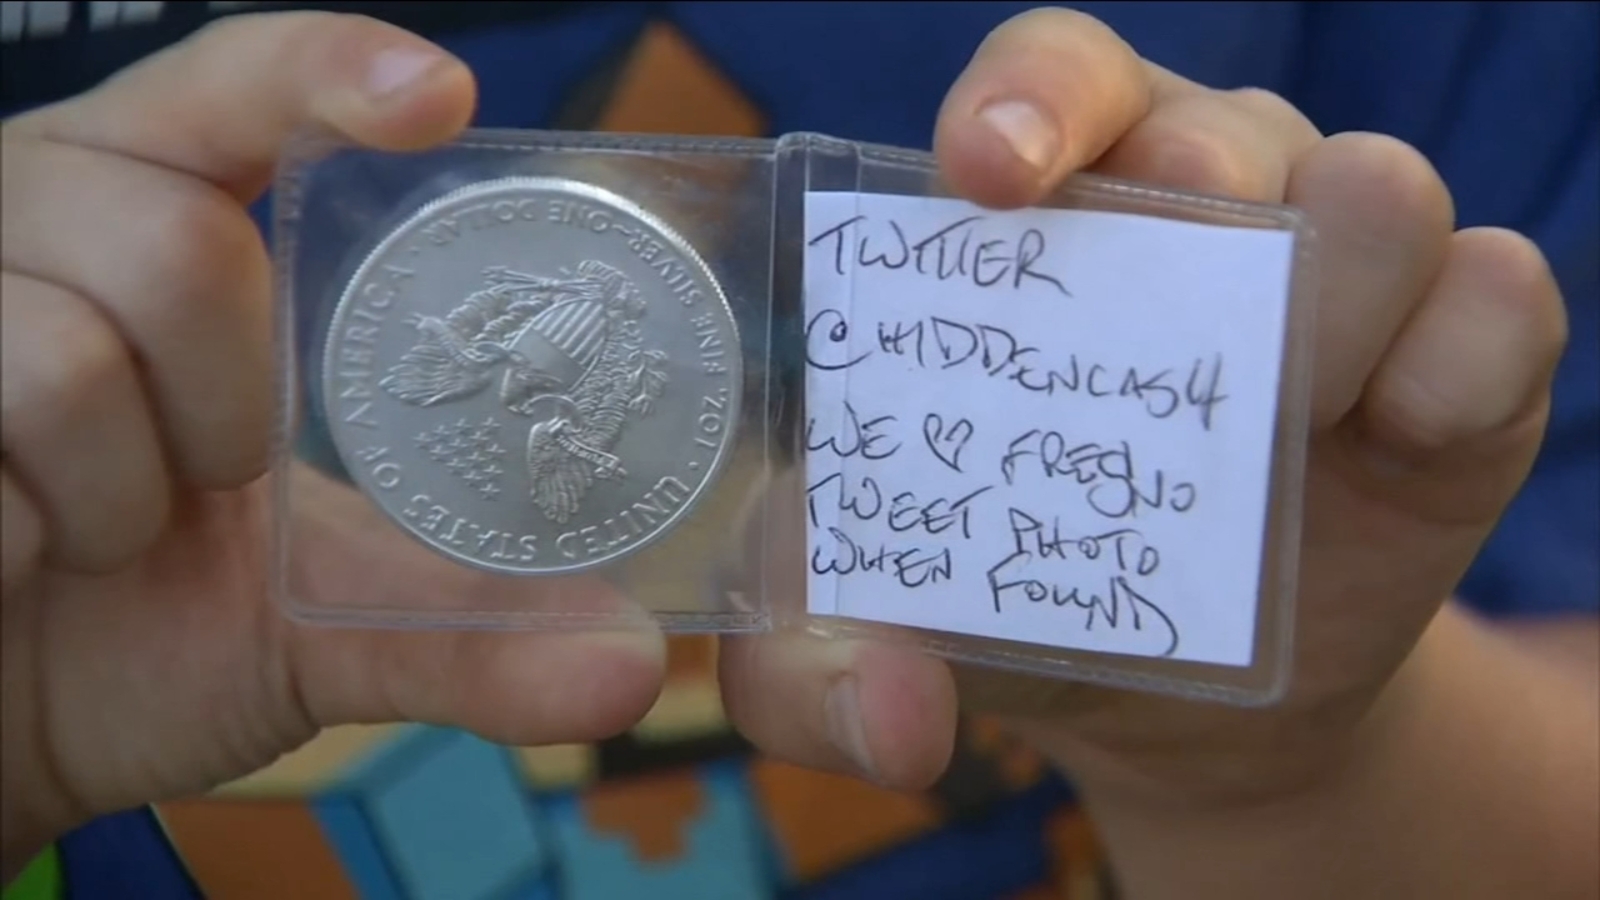 UNITED STATES OF AMERICA · 1 OZ. FINE SILVER~ONE DOLLAR
TWITTER
@HIDDENCASH
WE ♡ FRESNO
TWEET PHOTO
WHEN FOUND